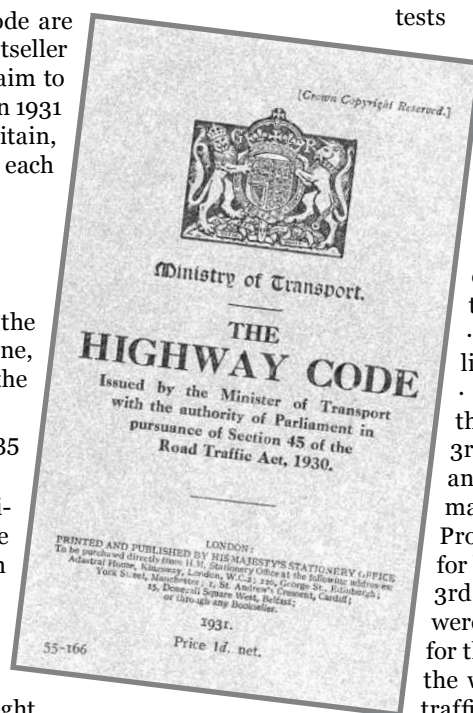 ode are
tseller
aim to
n 1931
itain,
each
the
ne,
the
35
i-
e
n
ght
[Crown Copyright Reserved.]
G R
Ministry of Transport.
THE
HIGHWAY CODE
Issued by the Minister of Transport
with the authority of Parliament in
pursuance of Section 45 of the
Road Traffic Act, 1930.
LONDON:
PRINTED AND PUBLISHED BY HIS MAJESTY'S STATIONERY OFFICE
To be purchased directly from H.M. Stationery Office at the following addresses:
Adastral House, Kingsway, London, W.C.2; 120, George St., Edinburgh;
York Street, Manchester; 1, St. Andrew's Crescent, Cardiff;
15, Donegall Square West, Belfast;
or through any Bookseller.
1931.
Price 1d. net.
55-166
tests
t
·
li
·
th
3r
an
ma
Pro
for
3rd
were
for th
the
traffi